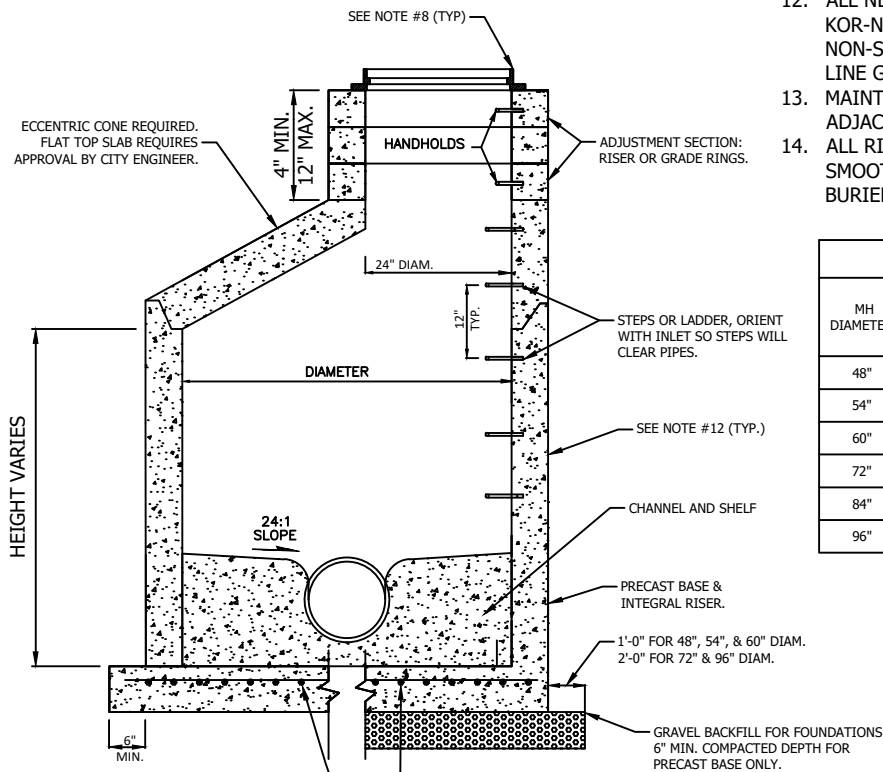 SEE NOTE #8 (TYP)
ECCENTRIC CONE REQUIRED.
FLAT TOP SLAB REQUIRES
APPROVAL BY CITY ENGINEER.
4" MIN.
12" MAX.
HANDHOLDS
ADJUSTMENT SECTION:
RISER OR GRADE RINGS.
24" DIAM.
12"
TYP.
STEPS OR LADDER, ORIENT
WITH INLET SO STEPS WILL
CLEAR PIPES.
DIAMETER
HEIGHT VARIES
SEE NOTE #12 (TYP.)
24:1
SLOPE
CHANNEL AND SHELF
PRECAST BASE &
INTEGRAL RISER.
1'-0" FOR 48", 54", & 60" DIAM.
2'-0" FOR 72" & 96" DIAM.
6"
MIN.
GRAVEL BACKFILL FOR FOUNDATIONS
6" MIN. COMPACTED DEPTH FOR
PRECAST BASE ONLY.
12. ALL
KOR-N
NON-S
LINE G
13. MAINT
ADJAC
14. ALL RI
SMOOT
BURIE
MH
DIAMETE
48"
54"
60"
72"
84"
96"